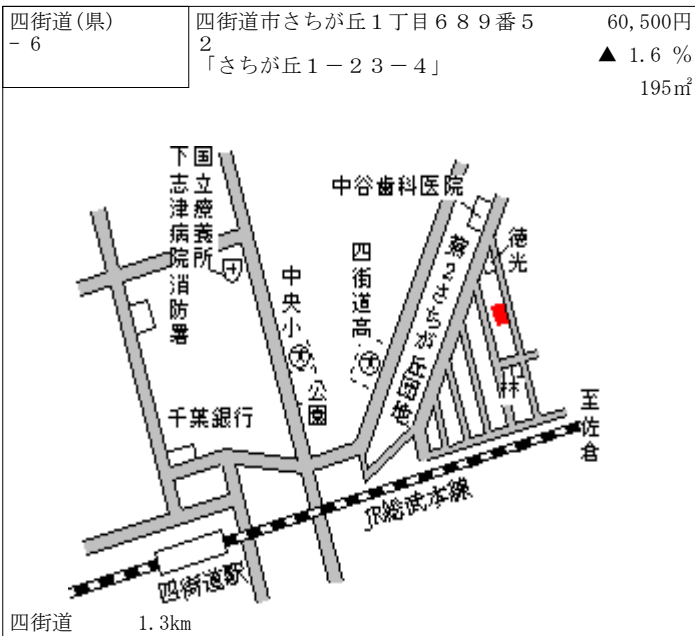 四街道(県)
- 6
四街道市さちが丘１丁目６８９番５
２
「さちが丘１－２３－４」
60,500円
▲ 1.6 %
195㎡
国立療養所
下志津病院
消防署
中谷歯科医院
徳光
四街道高
中央小
公園
林
千葉銀行
至佐倉
JR総武本線
四街道駅
四街道 1.3km